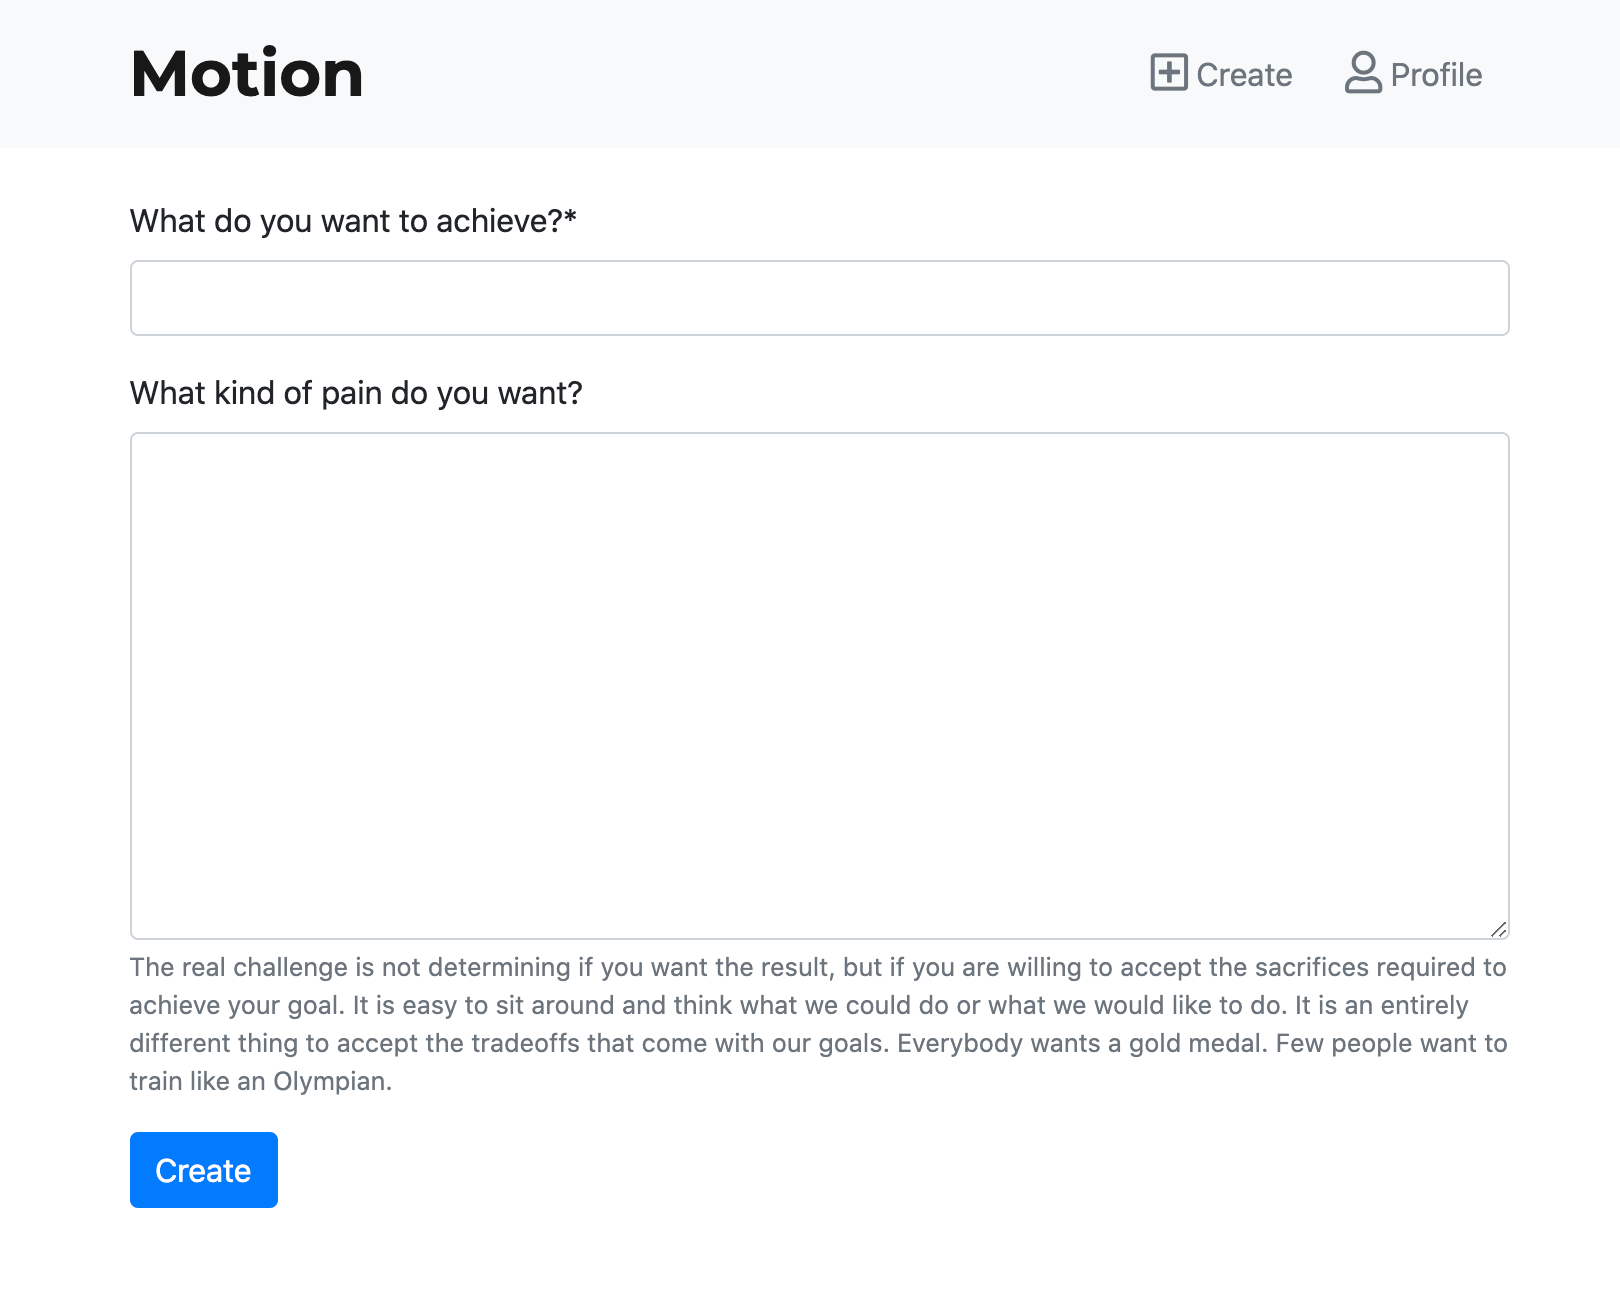 Motion
Create
Profile
What do you want to achieve?*
What kind of pain do you want?
The real challenge is not determining if you want the result, but if you are willing to accept the sacrifices required to
achieve your goal. It is easy to sit around and think what we could do or what we would like to do. It is an entirely
different thing to accept the tradeoffs that come with our goals. Everybody wants a gold medal. Few people want to
train like an Olympian.
Create